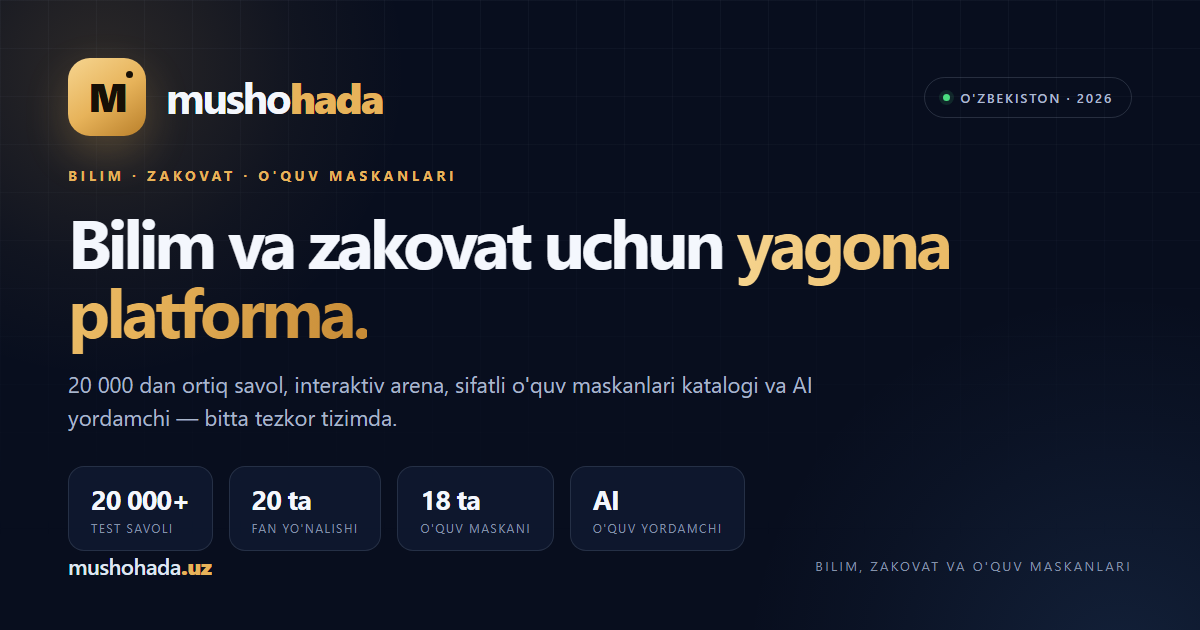 M
mushohada
O'ZBEKISTON · 2026
BILIM · ZAKOVAT · O'QUV MASKANLARI
Bilim va zakovat uchun yagona
platforma.
20 000 dan ortiq savol, interaktiv arena, sifatli o'quv maskanlari katalogi va AI
yordamchi — bitta tezkor tizimda.
20 000+
TEST SAVOLI
20 ta
FAN YO'NALISHI
18 ta
O'QUV MASKANI
AI
O'QUV YORDAMCHI
mushohada.uz
BILIM, ZAKOVAT VA O'QUV MASKANLARI